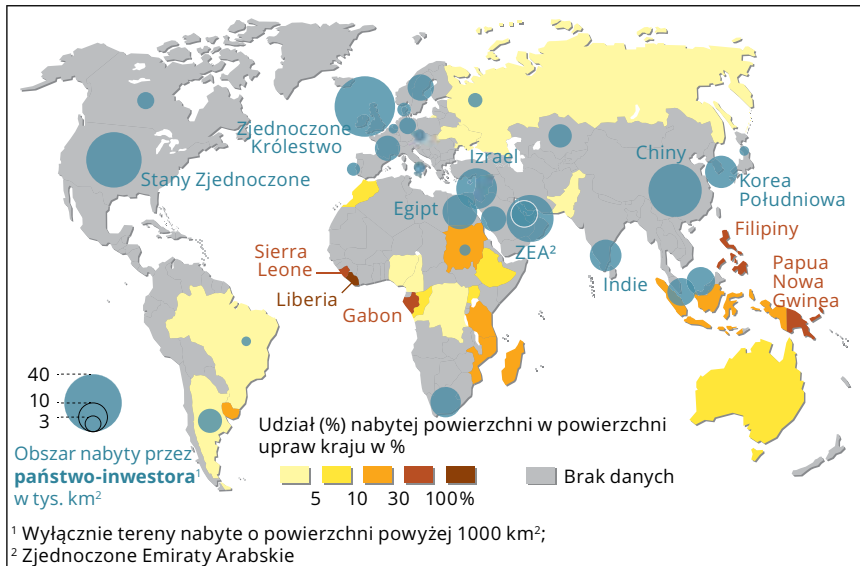 Zjednoczone
Królestwo
Stany Zjednoczone
Izrael
Chiny
Korea
Południowa
Egipt
ZEA²
Indie
Filipiny
Papua
Nowa
Gwinea
Sierra
Leone
Liberia
Gabon
40
10
3
Obszar nabyty przez
państwo-inwestora¹
w tys. km²
Udział (%) nabytej powierzchni w powierzchni
upraw kraju w %
5 10 30 100%
Brak danych
¹ Wyłącznie tereny nabyte o powierzchni powyżej 1000 km²;
² Zjednoczone Emiraty Arabskie